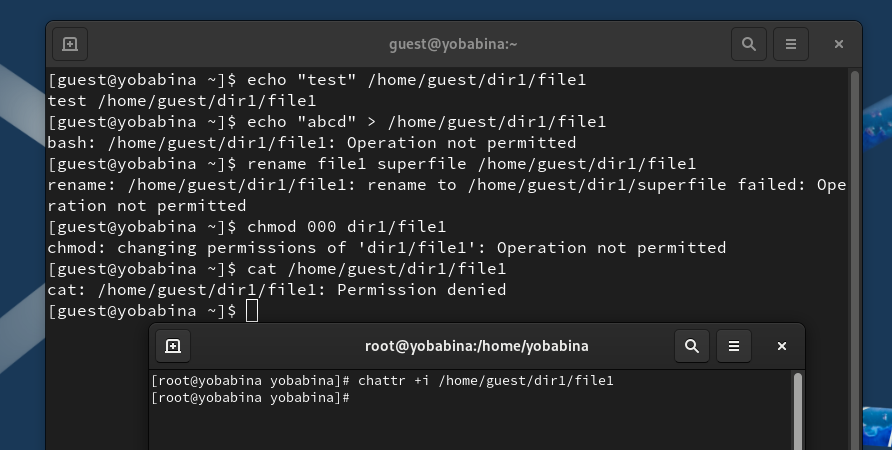 guest@yobabina:~
[guest@yobabina ~]$ echo "test" /home/guest/dir1/file1
test /home/guest/dir1/file1
[guest@yobabina ~]$ echo "abcd" > /home/guest/dir1/file1
bash: /home/guest/dir1/file1: Operation not permitted
[guest@yobabina ~]$ rename file1 superfile /home/guest/dir1/file1
rename: /home/guest/dir1/file1: rename to /home/guest/dir1/superfile failed: Ope
ration not permitted
[guest@yobabina ~]$ chmod 000 dir1/file1
chmod: changing permissions of 'dir1/file1': Operation not permitted
[guest@yobabina ~]$ cat /home/guest/dir1/file1
cat: /home/guest/dir1/file1: Permission denied
[guest@yobabina ~]$
root@yobabina:/home/yobabina
[root@yobabina yobabina]# chattr +i /home/guest/dir1/file1
[root@yobabina yobabina]#